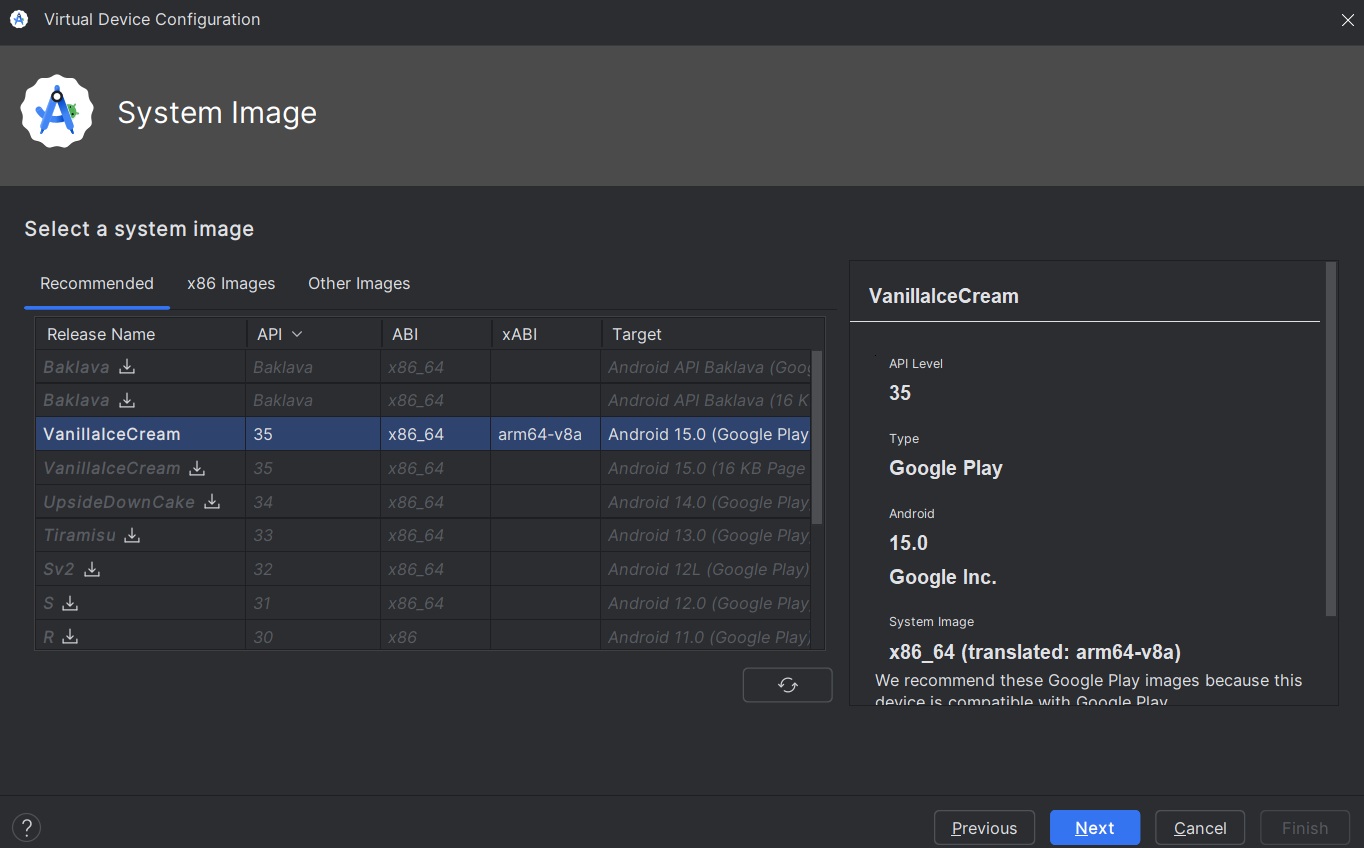 Virtual Device Configuration
System Image
Select a system image
Recommended x86 Images Other Images
Release Name API ABI xABI Target
Baklava Baklava x86_64 Android API Baklava (Goo
Baklava Baklava x86_64 Android API Baklava (16 K
VanillaIceCream 35 x86_64 arm64-v8a Android 15.0 (Google Play
VanillaIceCream 35 x86_64 Android 15.0 (16 KB Page
UpsideDownCake 34 x86_64 Android 14.0 (Google Play
Tiramisu 33 x86_64 Android 13.0 (Google Play
Sv2 32 x86_64 Android 12L (Google Play)
S 31 x86_64 Android 12.0 (Google Play
R 30 x86 Android 11.0 (Google Play)
VanillaIceCream
API Level
35
Type
Google Play
Android
15.0
Google Inc.
System Image
x86_64 (translated: arm64-v8a)
We recommend these Google Play images because this
device is compatible with Google Play
?
Previous Next Cancel Finish